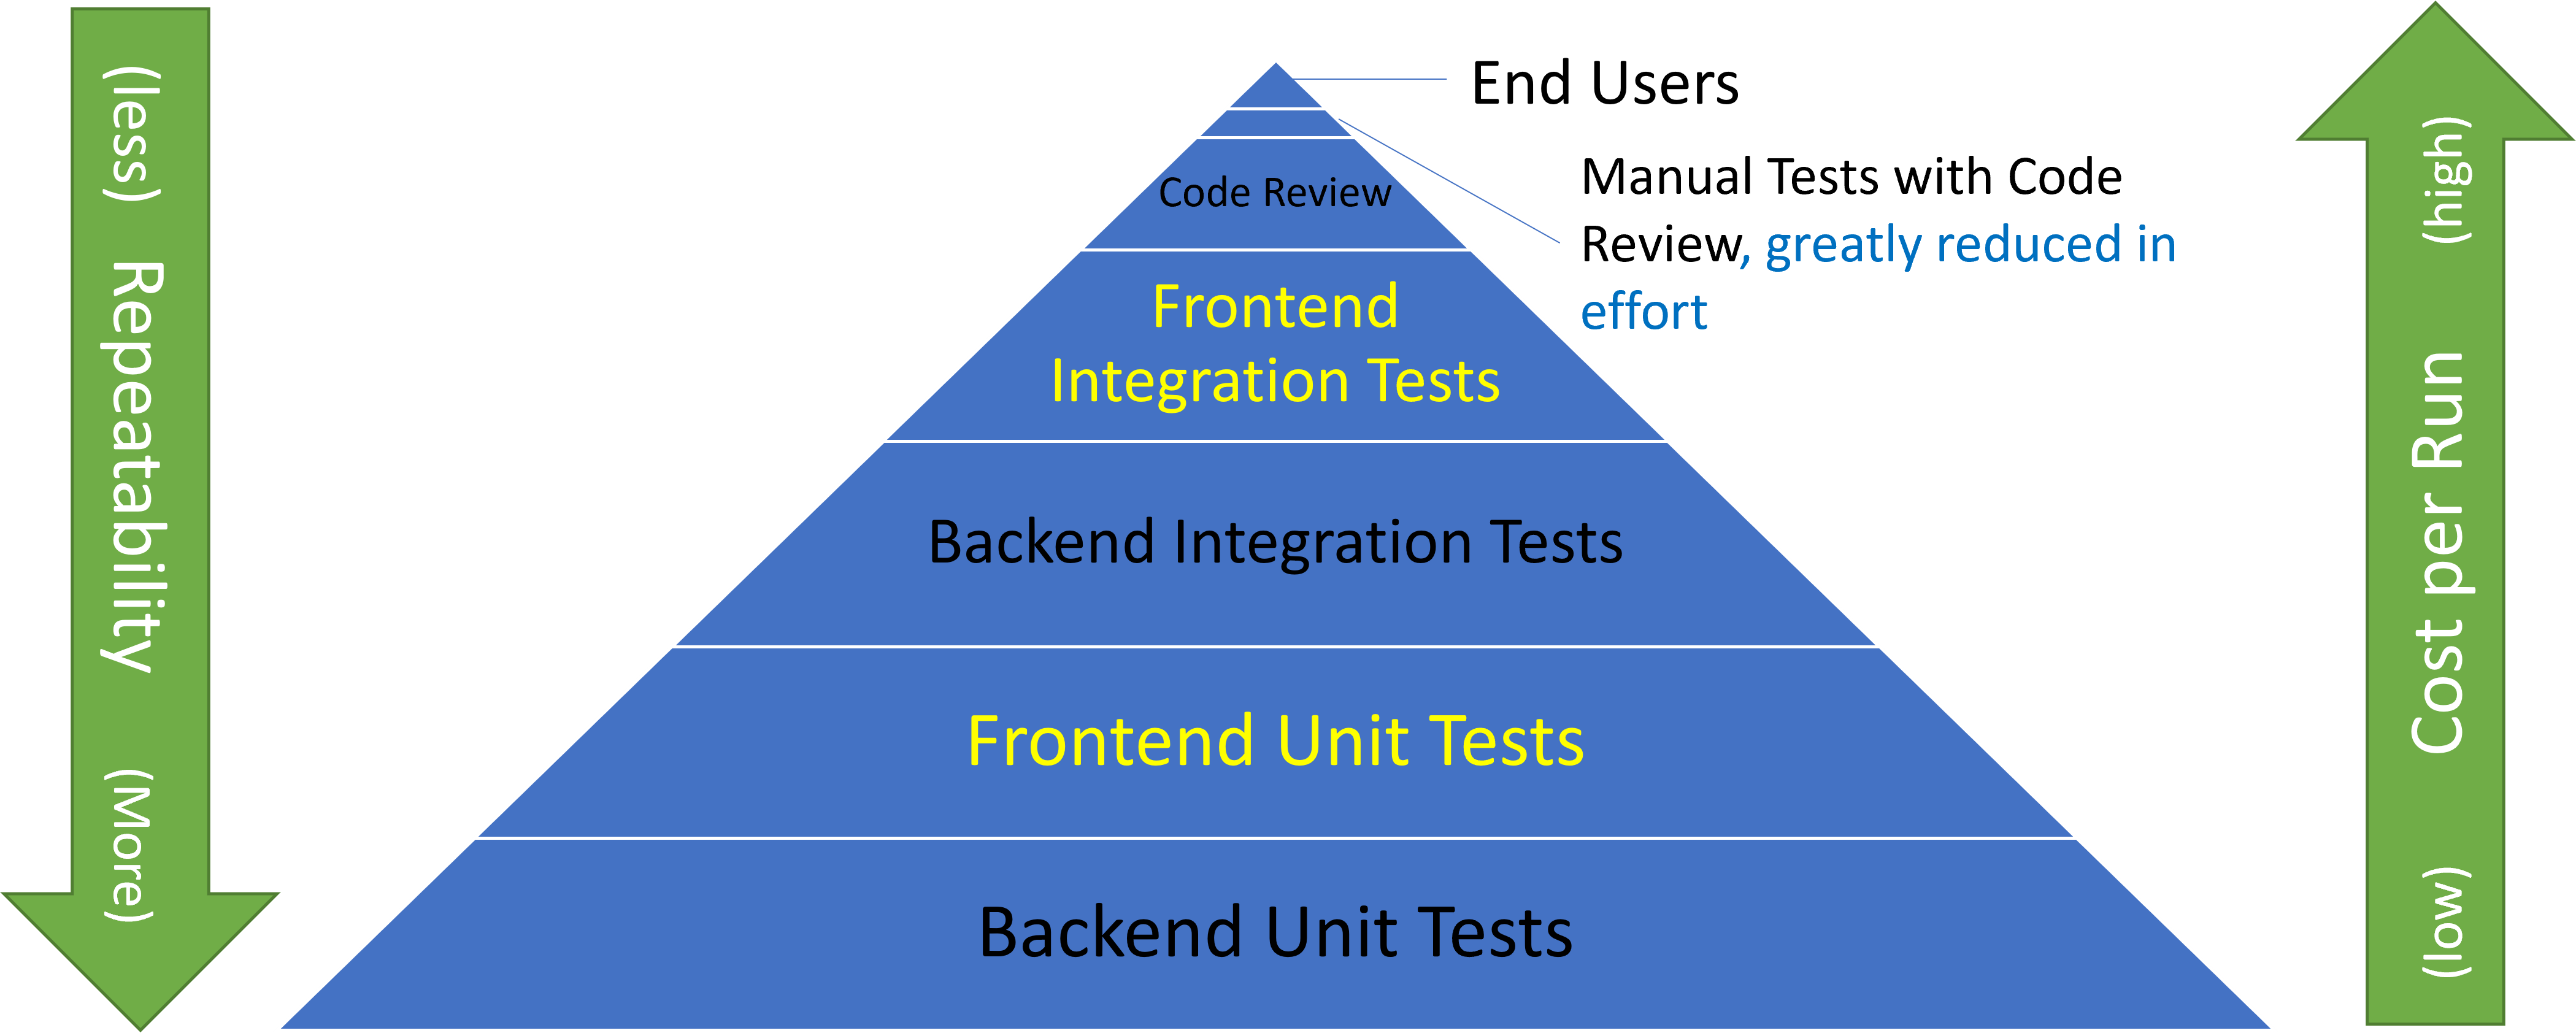 (less) Repeatability (More)
End Users
Manual Tests with Code
Review, greatly reduced in
effort
Code Review
Frontend
Integration Tests
Backend Integration Tests
Frontend Unit Tests
Backend Unit Tests
(low) Cost per Run (high)